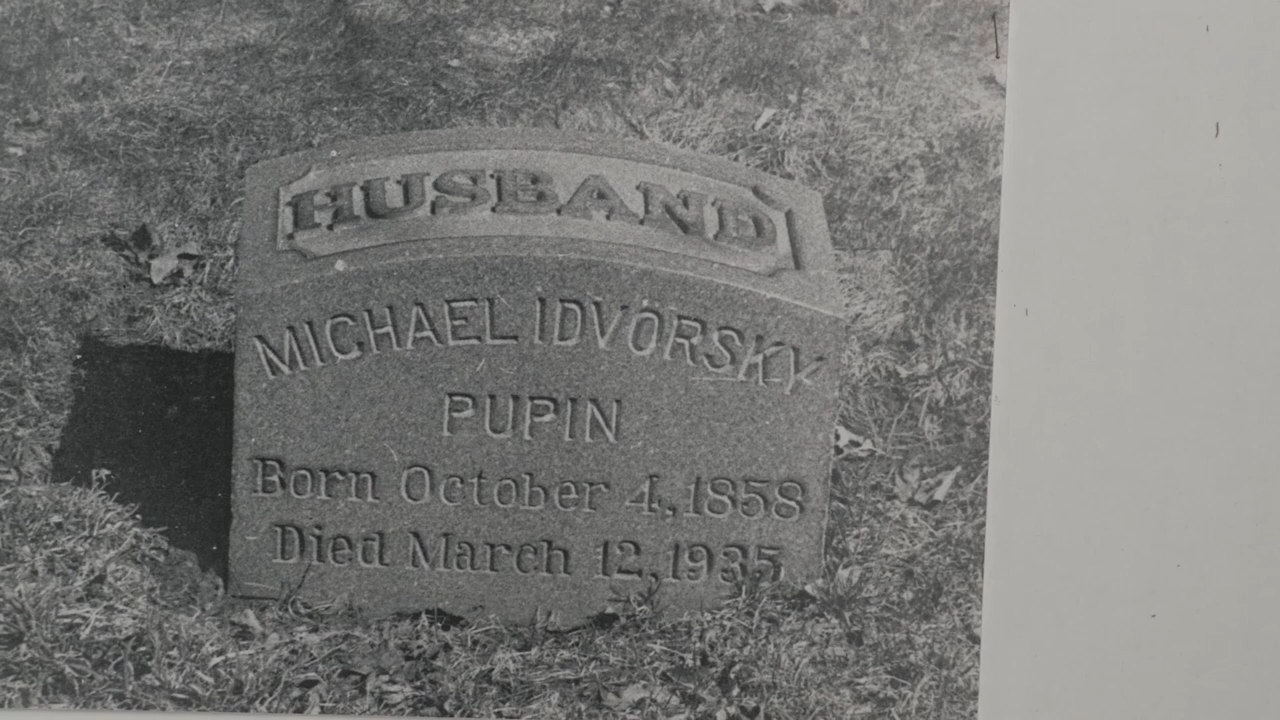 HUSBAND
MICHAEL IDVORSKY
PUPIN
Born October 4, 1858
Died March 12, 1935